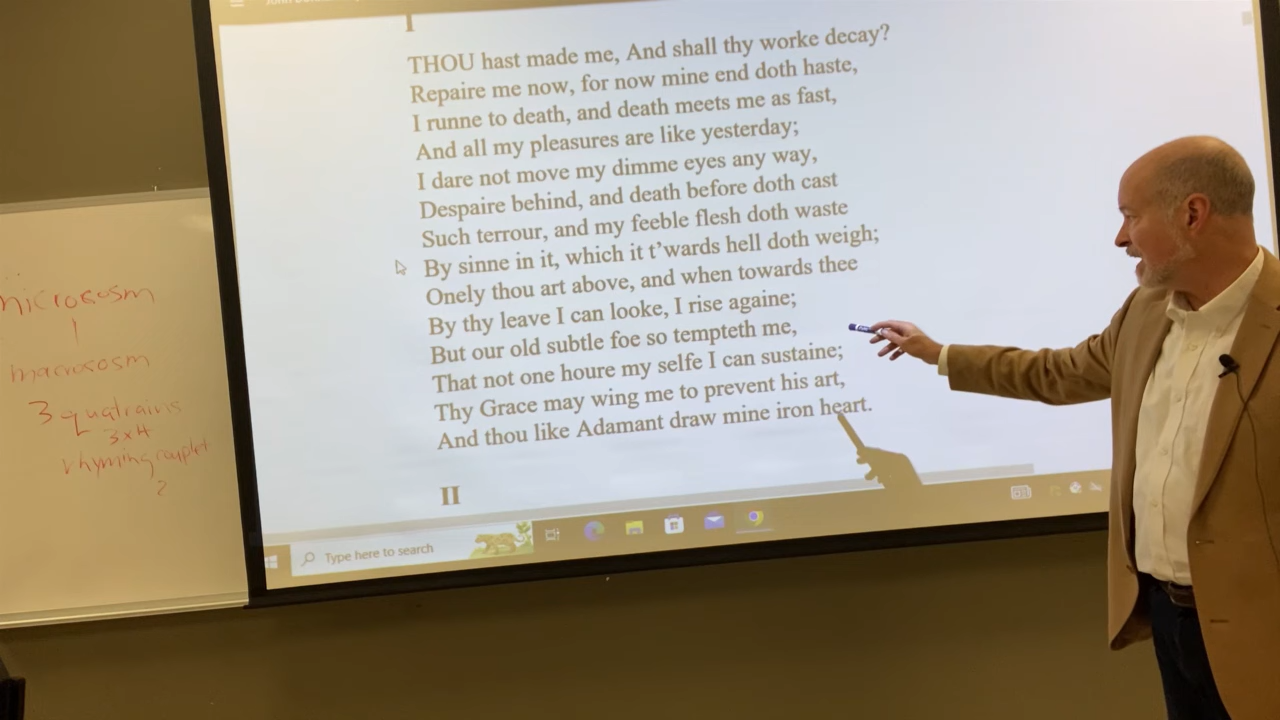 I
THOU hast made me, And shall thy worke decay?
Repaire me now, for now mine end doth haste,
I runne to death, and death meets me as fast,
And all my pleasures are like yesterday;
I dare not move my dimme eyes any way,
Despaire behind, and death before doth cast
Such terrour, and my feeble flesh doth waste
By sinne in it, which it t'wards hell doth weigh;
Onely thou art above, and when towards thee
By thy leave I can looke, I rise againe;
But our old subtle foe so tempteth me,
That not one houre my selfe I can sustaine;
Thy Grace may wing me to prevent his art,
And thou like Adamant draw mine iron heart.
II
Type here to search
microcosm
macrocosm
3 quatrains
3x4
rhyming couplet
2